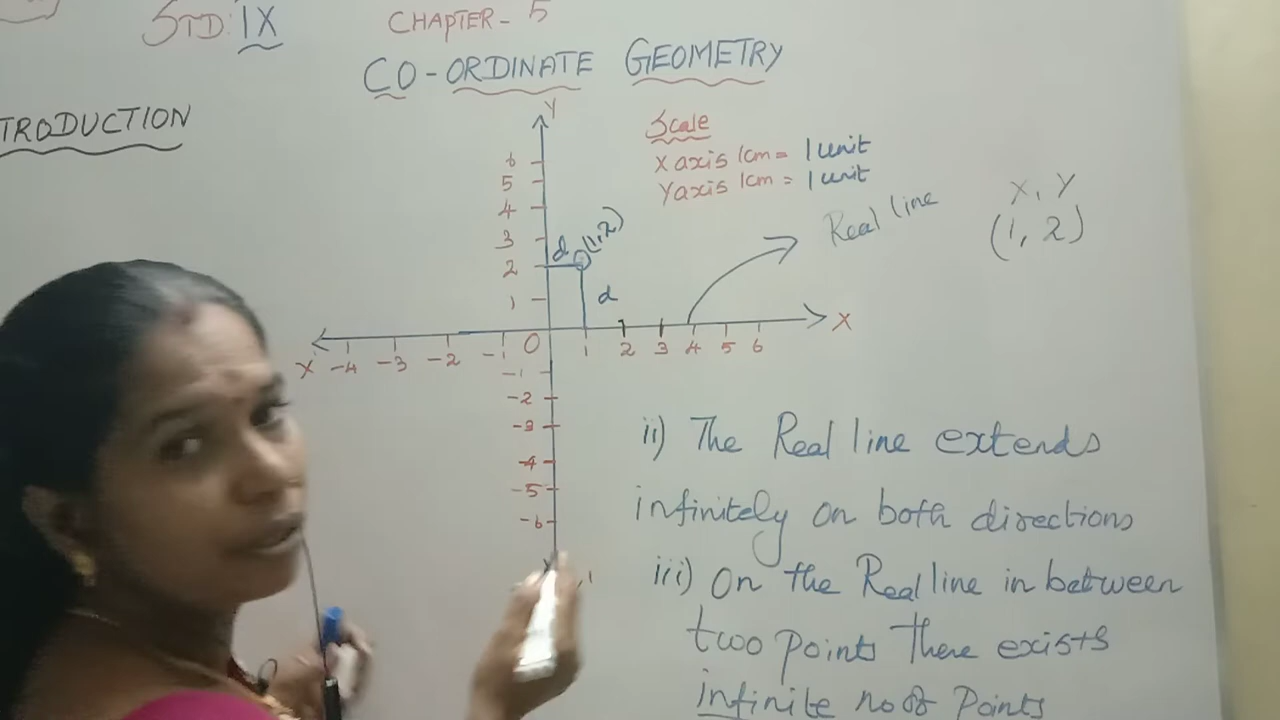 STD: IX
CHAPTER - 5
CO-ORDINATE GEOMETRY
TRODUCTION
Scale
X axis 1cm = 1 unit
Y axis 1cm = 1 unit
Real line
X, Y
(1, 2)
Y
6
5
4
3
2
1
d
(1,2)
d
X' -4 -3 -2 -1 0 1 2 3 4 5 6 X
-1
-2
-3
-4
-5
-6
ii) The Real line extends
infinitely on both directions
iii) On the Real line in between
two points There exists
infinite no of Points